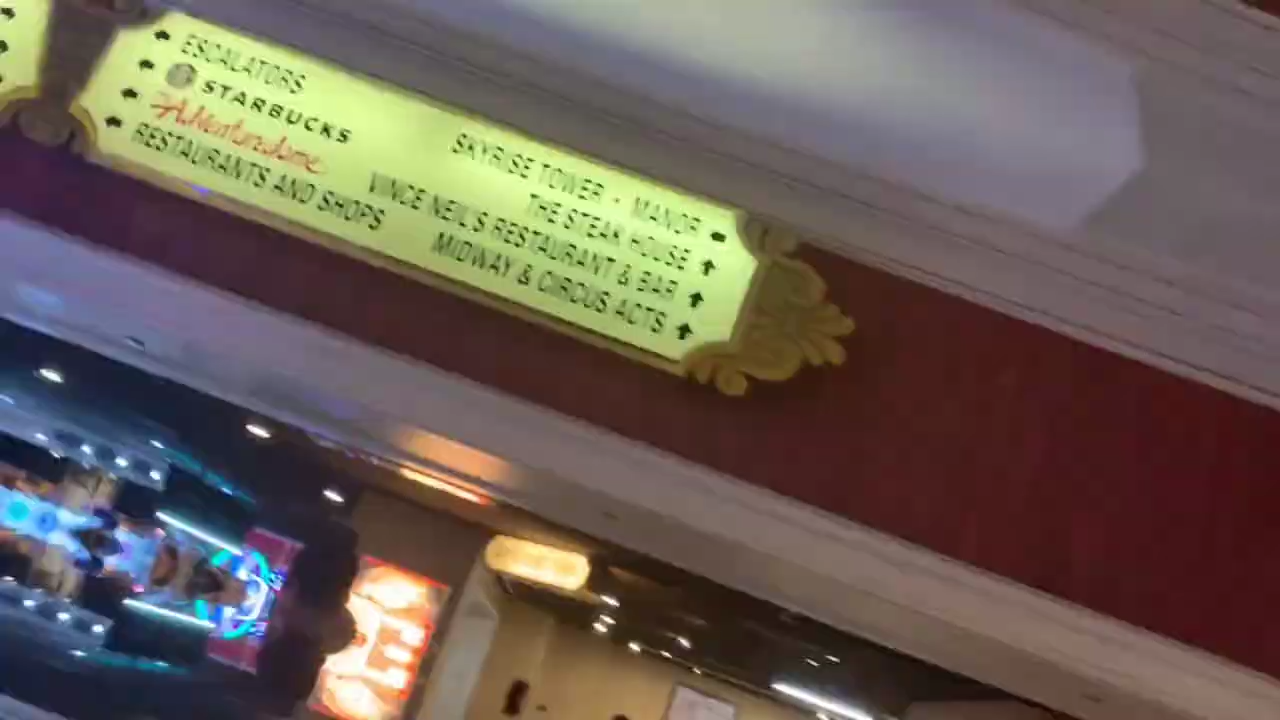 ESCALATORS
STARBUCKS
Adventuredome
RESTAURANTS AND SHOPS
SKYRISE TOWER - MANOR
THE STEAK HOUSE
VINCE NEIL'S RESTAURANT & BAR
MIDWAY & CIRCUS ACTS